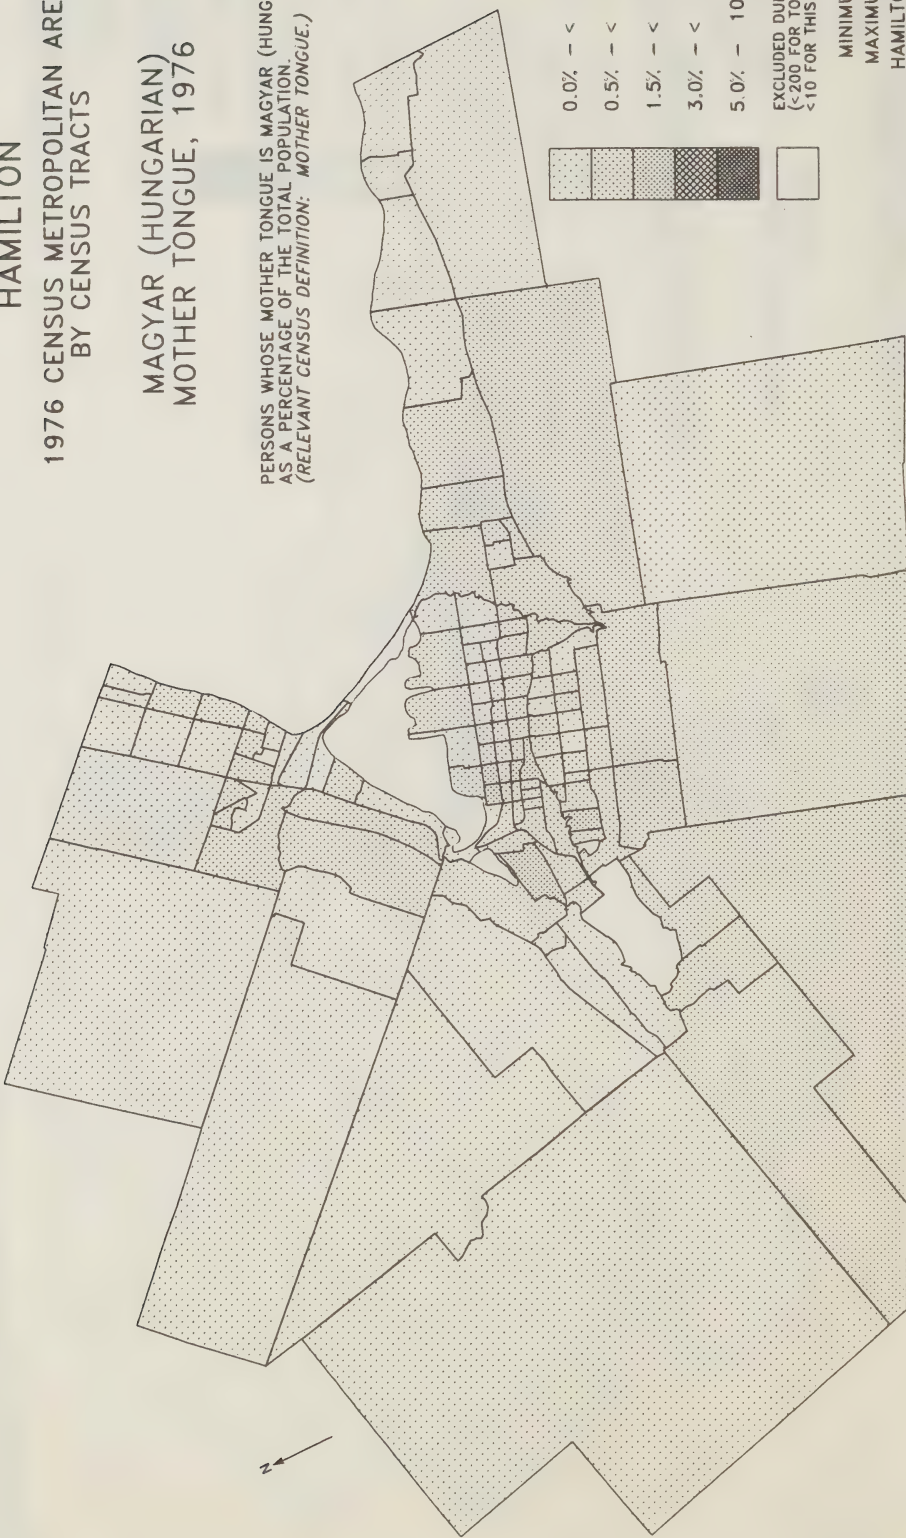 HAMILTON
1976 CENSUS METROPOLITAN ARE
BY CENSUS TRACTS
MAGYAR (HUNGARIAN)
MOTHER TONGUE, 1976
PERSONS WHOSE MOTHER TONGUE IS MAGYAR (HUNG
AS A PERCENTAGE OF THE TOTAL POPULATION.
(RELEVANT CENSUS DEFINITION: MOTHER TONGUE.)
0.0% – <
0.5% – <
1.5% – <
3.0% – <
5.0% – 10
EXCLUDED DUE
(<200 FOR TO
<10 FOR THIS
MINIMU
MAXIMU
HAMILTO
N